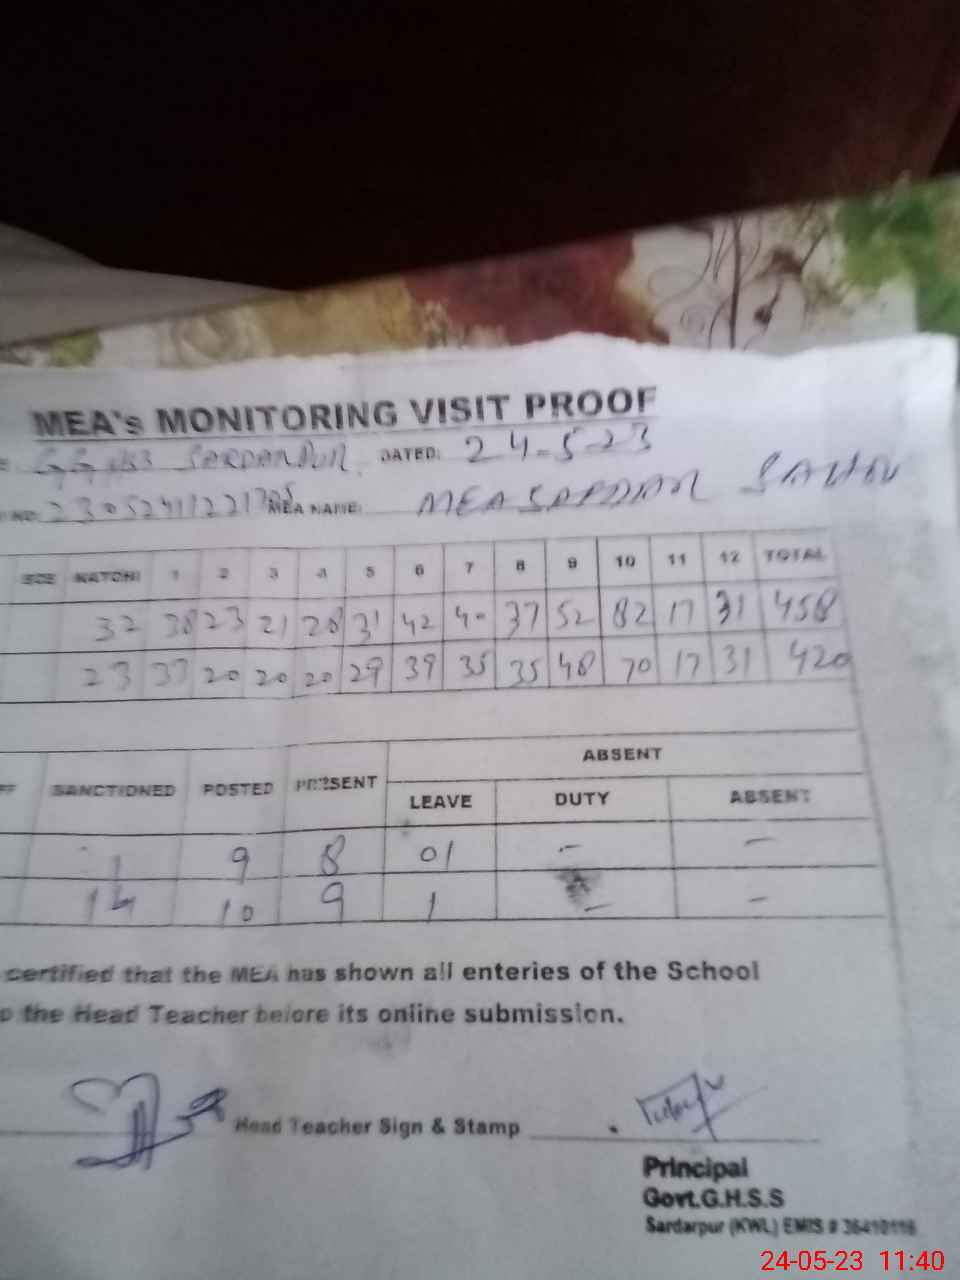 MEA's MONITORING VISIT PROOF
SARDARPUR DATED: 24-5-23
MEA NAME: MEA SARDAR
ECE KATCHI 1 2 3 4 5 6 7 8 9 10 11 12 TOTAL
32 38 23 21 28 31 42 40 37 52 82 17 31 458
23 33 20 20 20 29 39 35 35 48 70 17 31 420
ABSENT
SANCTIONED POSTED PRESENT LEAVE DUTY ABSENT
9 8 01 - -
14 10 9 1 - -
certified that the MEA has shown all enteries of the School
the Head Teacher before its online submission.
Head Teacher Sign & Stamp
Principal
Govt.G.H.S.S
Sardarpur (KWL) EMIS #
24-05-23 11:40